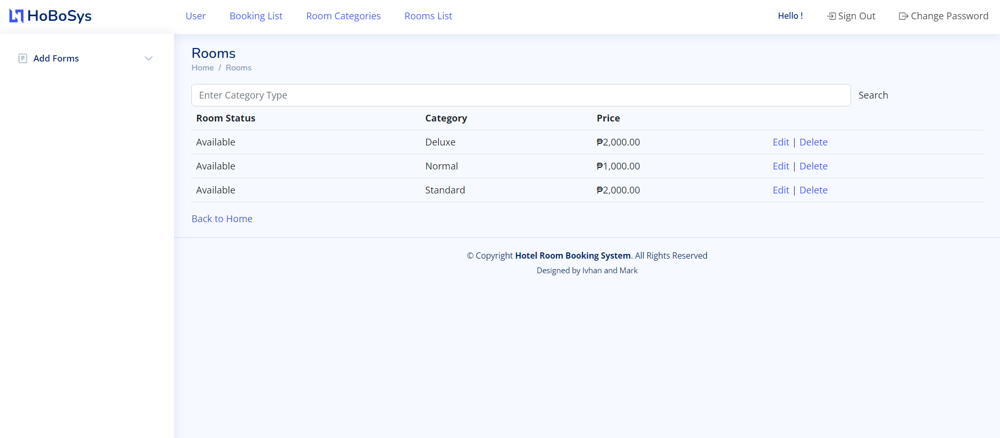 HoBoSys User Booking List Room Categories Rooms List Hello ! Sign Out Change Password
Add Forms
Rooms
Home / Rooms
Enter Category Type Search
Room Status Category Price
Available Deluxe ₱2,000.00 Edit | Delete
Available Normal ₱1,000.00 Edit | Delete
Available Standard ₱2,000.00 Edit | Delete
Back to Home
© Copyright Hotel Room Booking System. All Rights Reserved
Designed by Ivhan and Mark